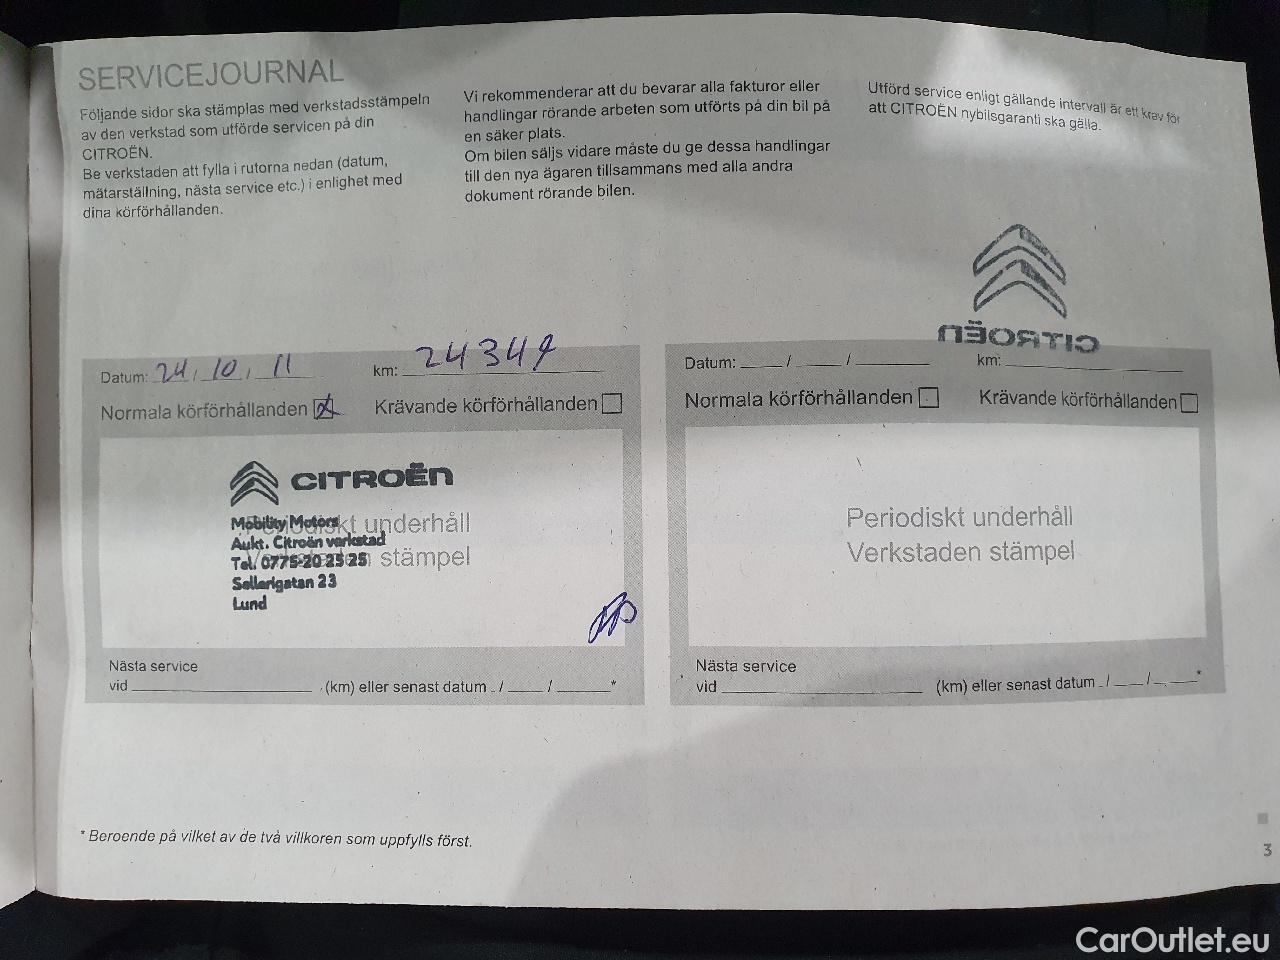 SERVICEJOURNAL
Följande sidor ska stämplas med verkstadsstämpeln
av den verkstad som utförde servicen på din
CITROËN.
Be verkstaden att fylla i rutorna nedan (datum,
mätarställning, nästa service etc.) i enlighet med
dina körförhållanden.
Vi rekommenderar att du bevarar alla fakturor eller
handlingar rörande arbeten som utförts på din bil på
en säker plats.
Om bilen säljs vidare måste du ge dessa handlingar
till den nya ägaren tillsammans med alla andra
dokument rörande bilen.
Utförd service enligt gällande intervall är ett krav för
att CITROËN nybilsgaranti ska gälla.
CITROËN
Datum: 24, 10, 11 km: 24347
Normala körförhållanden Krävande körförhållanden
CITROËN
Periodiskt underhåll
Verkstaden stämpel
Mobility Motors
Aukt. Citroën verkstad
Tel. 0775-20 25 25
Sellerigatan 23
Lund
Nästa service
vid (km) eller senast datum / / *
Datum: / / km:
Normala körförhållanden Krävande körförhållanden
Periodiskt underhåll
Verkstaden stämpel
Nästa service
vid (km) eller senast datum / / *
* Beroende på vilket av de två villkoren som uppfylls först.
3
CarOutlet.eu